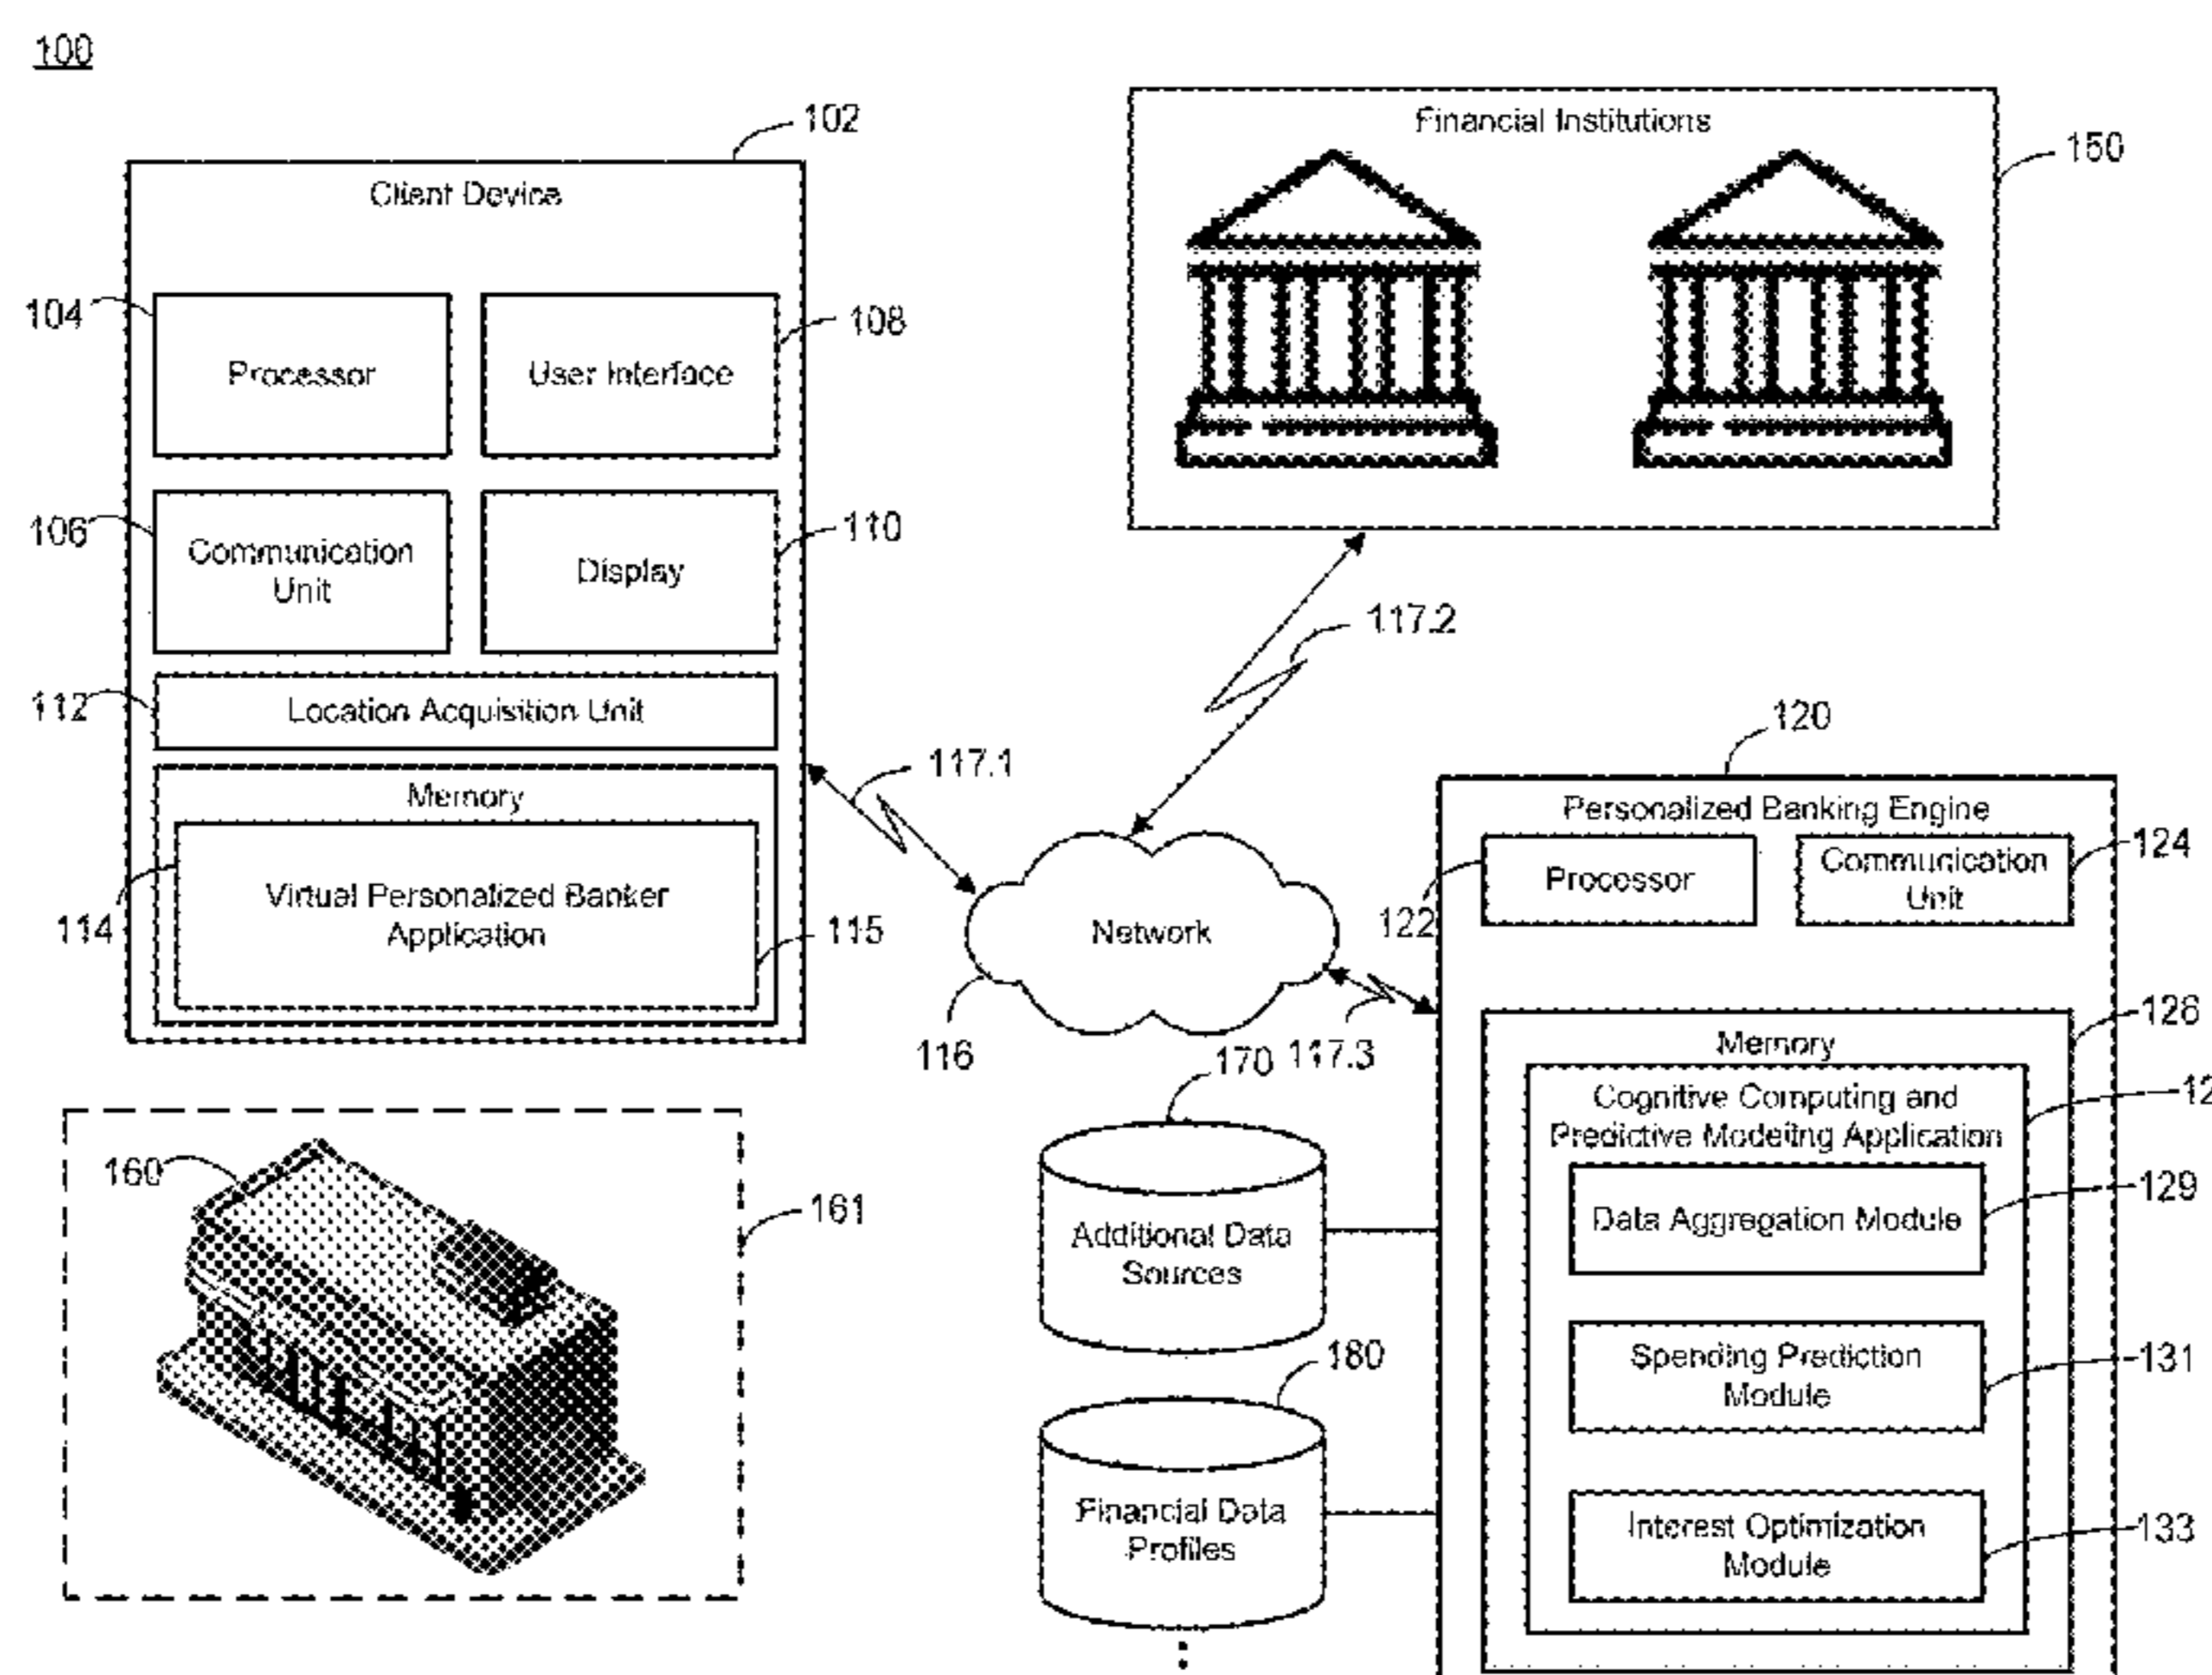 100
102
Client Device
104
Processor
User Interface
108
106
Communication
Unit
Display
110
112
Location Acquisition Unit
Memory
114
Virtual Personalized Banker
Application
115
Financial Institutions
150
117.1
117.2
Network
116
117.3
120
Personalized Banking Engine
122
Processor
Communication
Unit
124
126
Memory
Cognitive Computing and
Predictive Modeling Application
Data Aggregation Module
129
Spending Prediction
Module
131
Interest Optimization
Module
133
160
161
170
Additional Data
Sources
180
Financial Data
Profiles